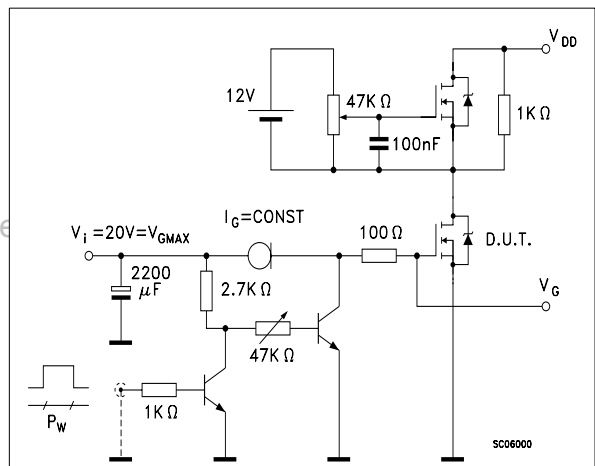 V_DD
12V
47K Ω
1K Ω
100nF
I_G=CONST
V_i =20V=V_GMAX
100 Ω
D.U.T.
2200
μF
2.7K Ω
V_G
47K Ω
1K Ω
P_W
SC06000